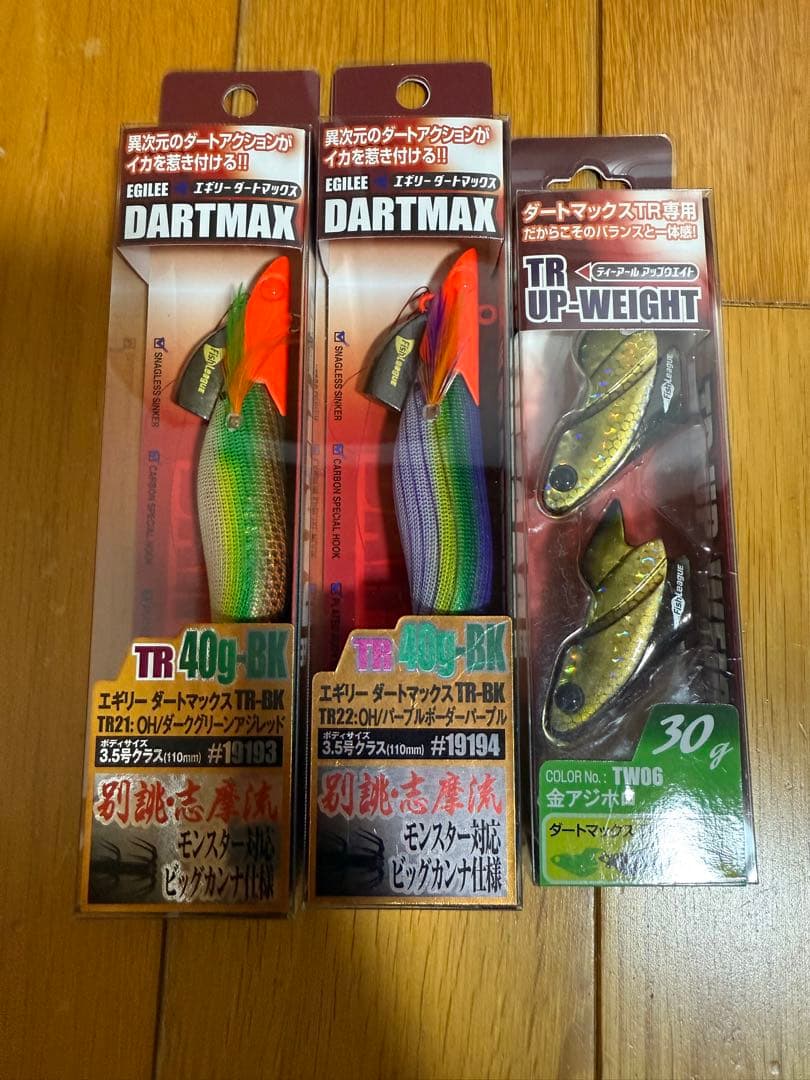 異次元のダートアクションが
イカを惹き付ける!!
EGILEE エギリー ダートマックス
DARTMAX
SNAGLESS SINKER
CARBON SPECIAL HOOK
FishLeague
TR 40g-BK
エギリー ダートマックス TR-BK
TR21:OH/ダークグリーンアジレッド
ボディサイズ
3.5号クラス(110mm) #19193
別誂・志摩流
モンスター対応
ビッグカンナ仕様
異次元のダートアクションが
イカを惹き付ける!!
EGILEE エギリー ダートマックス
DARTMAX
SNAGLESS SINKER
CARBON SPECIAL HOOK
FishLeague
TR 40g-BK
エギリー ダートマックス TR-BK
TR22:OH/パープルボーダーパープル
ボディサイズ
3.5号クラス(110mm) #19194
別誂・志摩流
モンスター対応
ビッグカンナ仕様
ダートマックスTR専用
だからこそのバランスと一体感!
TR ティーアール アップウエイト
UP-WEIGHT
FishLeague
FishLeague
30g
COLOR No.: TW06
金アジホロ
ダートマックス